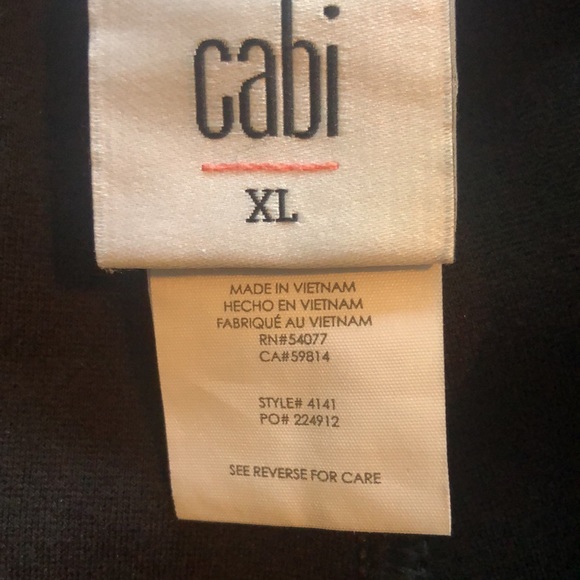 cabi
XL
MADE IN VIETNAM
HECHO EN VIETNAM
FABRIQUÉ AU VIETNAM
RN#54077
CA#59814
STYLE# 4141
PO# 224912
SEE REVERSE FOR CARE